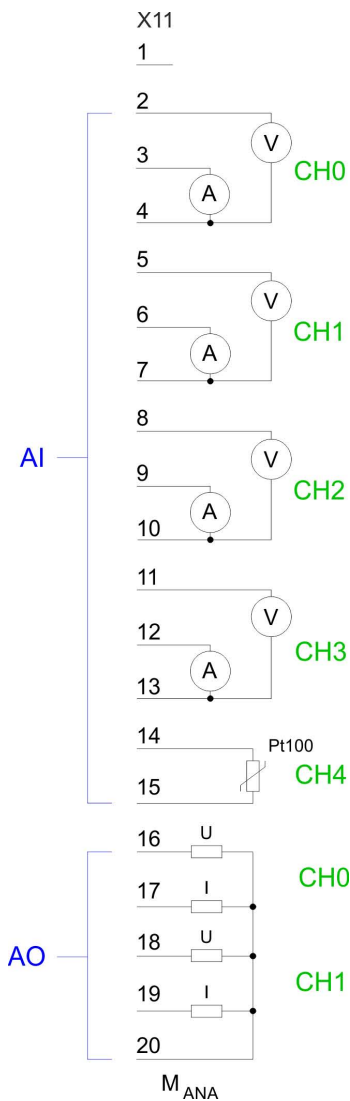 X11
1
2
V
CH0
3
A
4
5
V
CH1
6
A
7
8
V
AI
CH2
9
A
10
11
V
CH3
12
A
13
14
Pt100
CH4
15
16 U
CH0
17 I
18 U
AO
CH1
19 I
20
M ANA